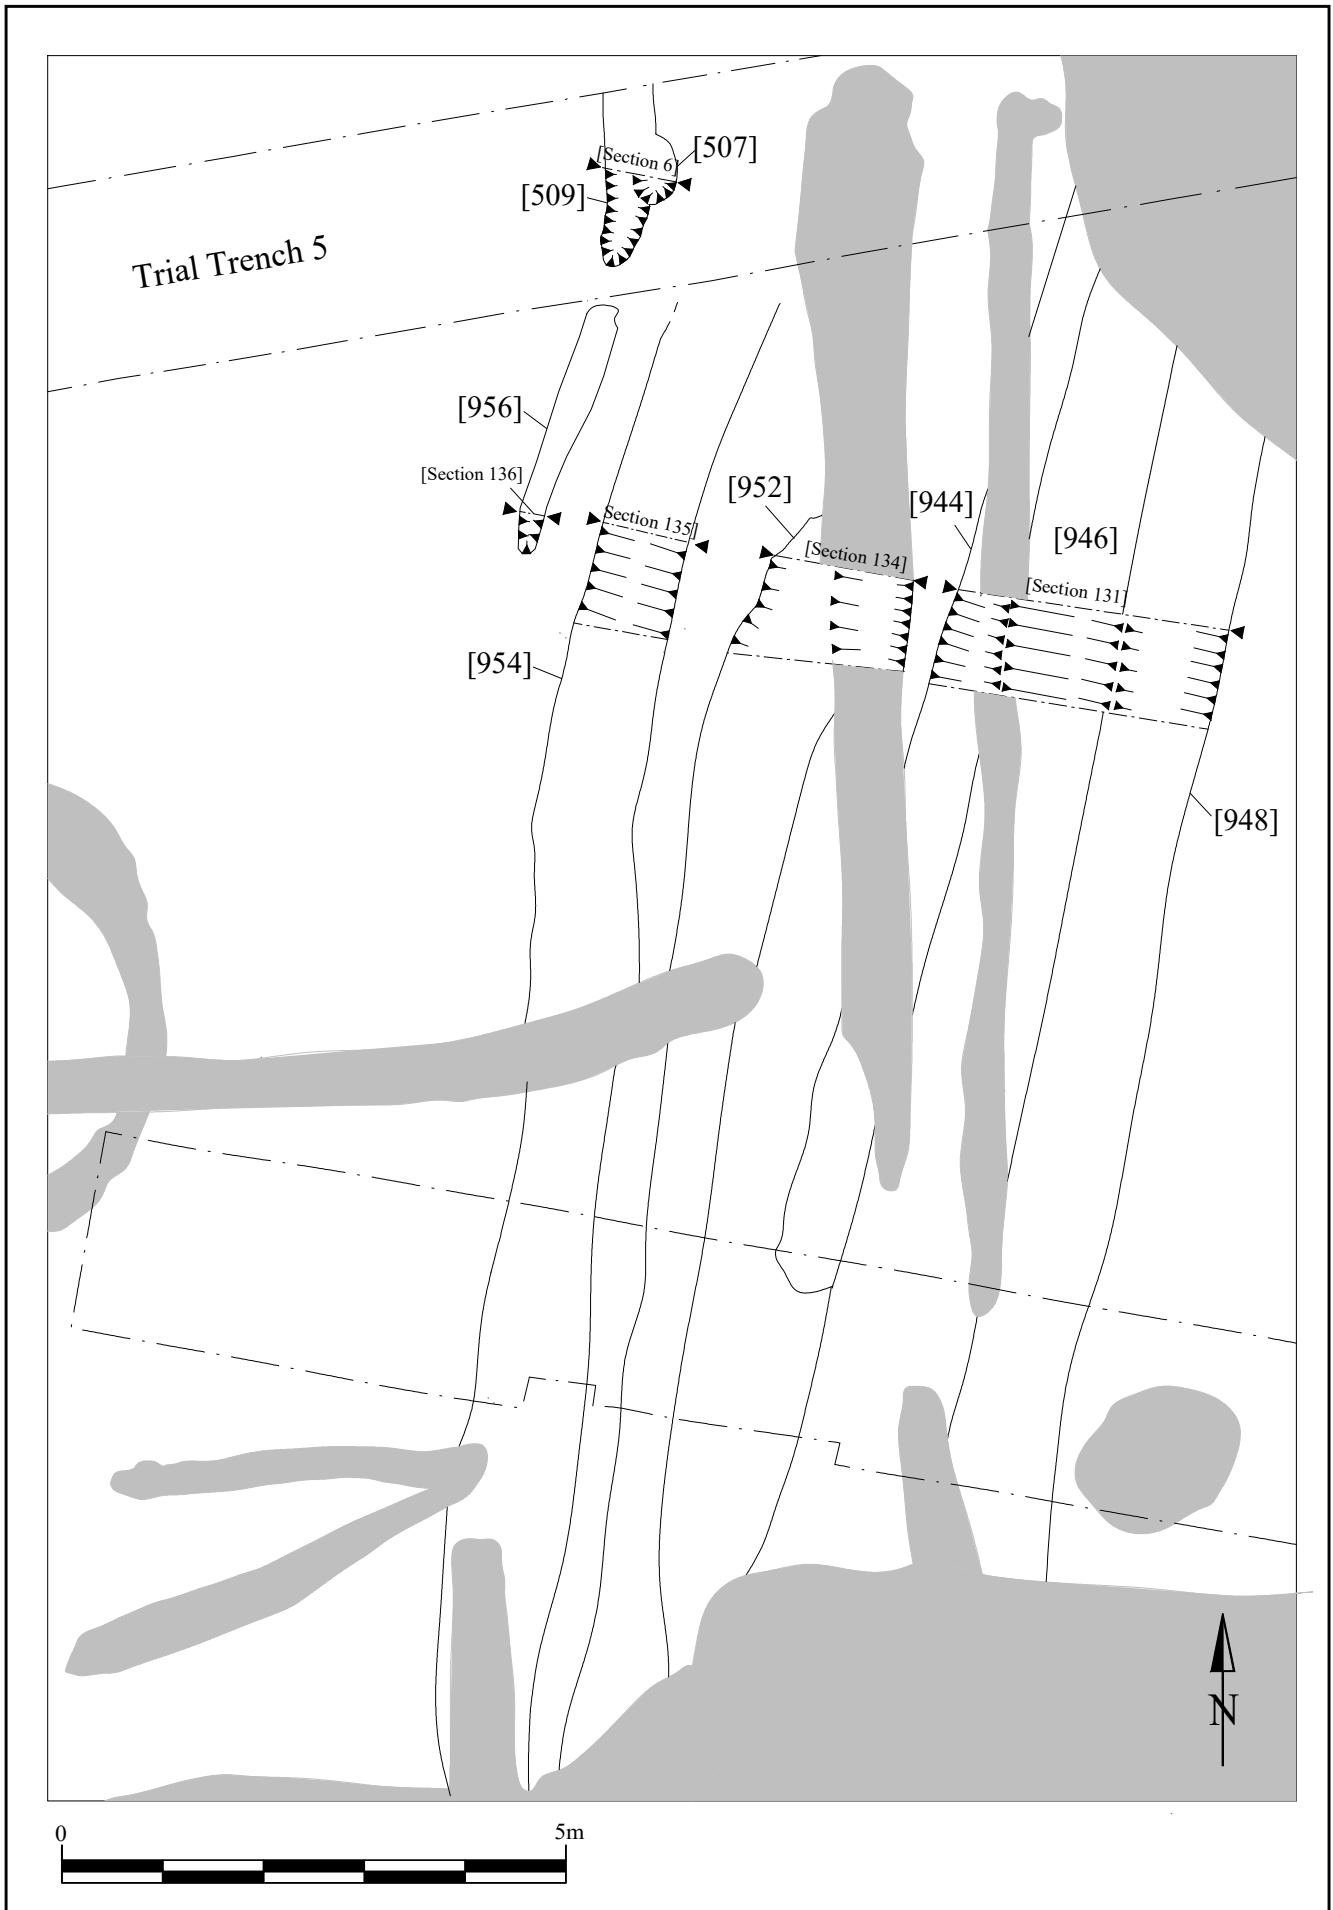 [507]
[Section 6]
[509]
Trial Trench 5
[956]
[Section 136]
Section 135]
[952]
[944]
[946]
[Section 134]
[Section 131]
[954]
[948]
N
0
5m